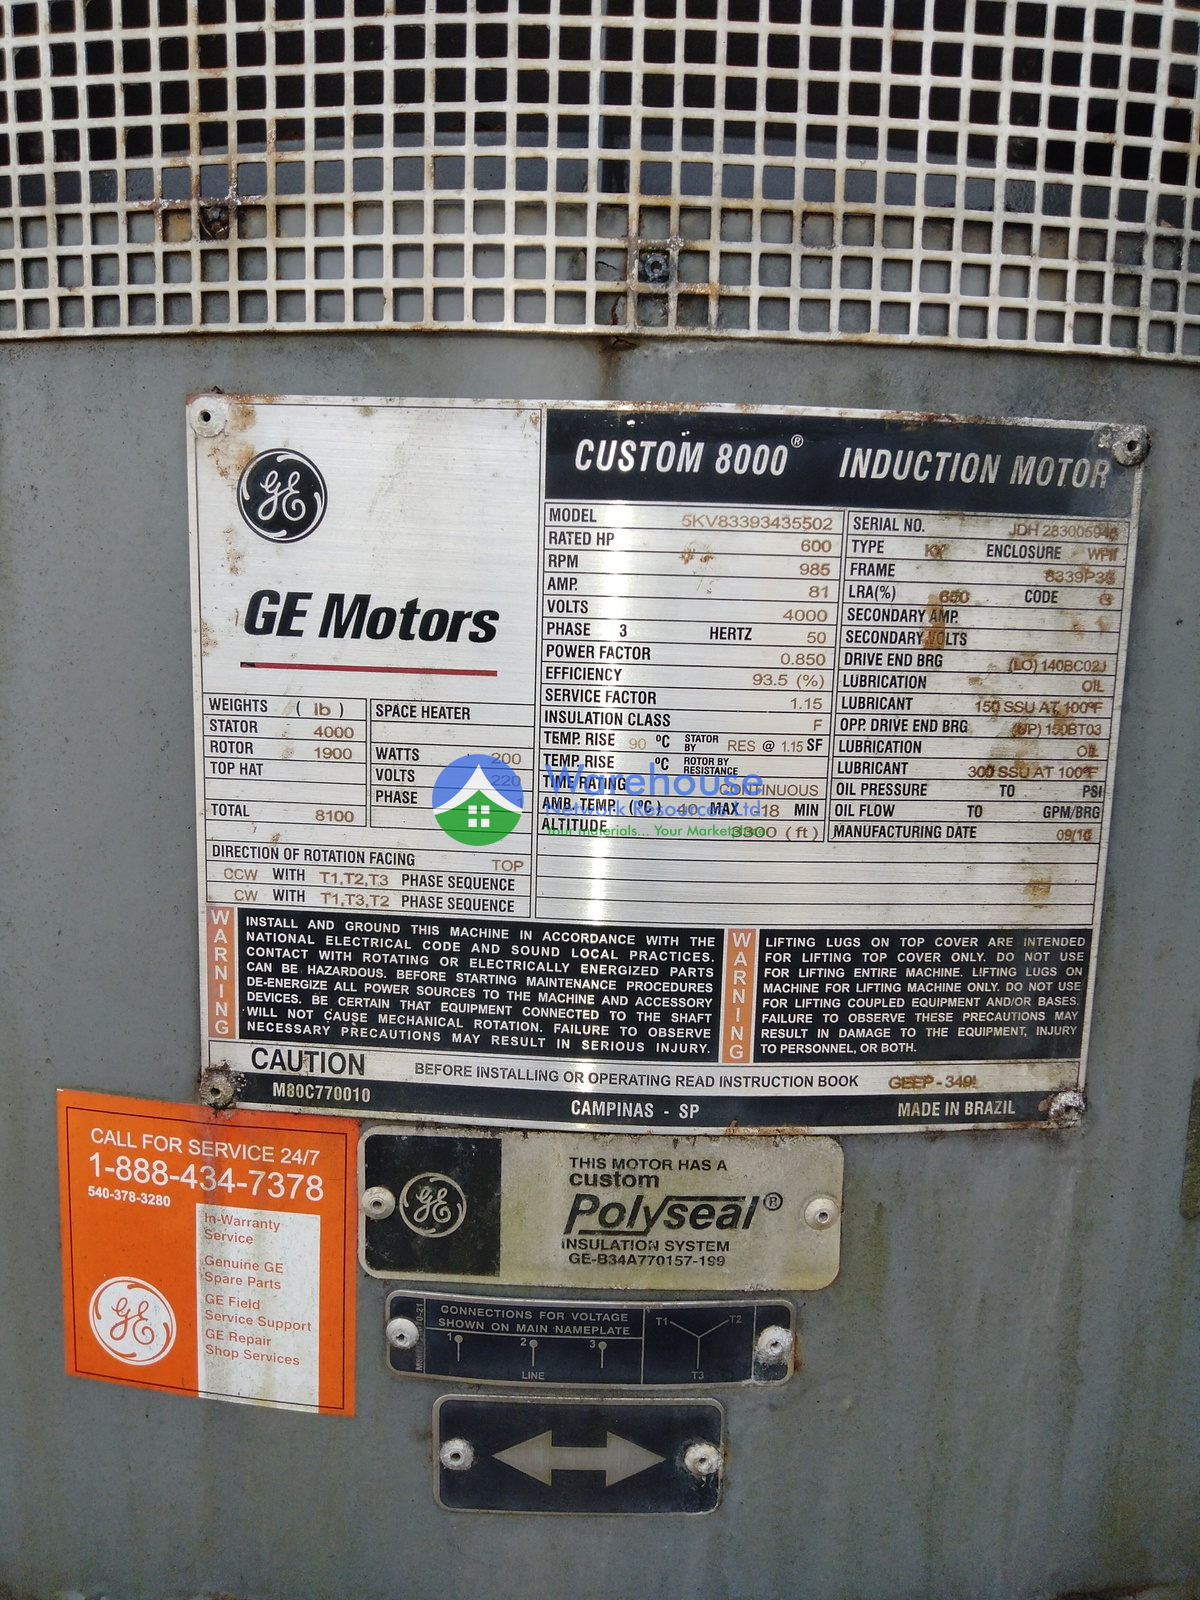 CUSTOM 8000® INDUCTION MOTOR
GE
GE Motors
MODEL 5KV83393435502
RATED HP 600
RPM 985
AMP. 81
VOLTS 4000
PHASE 3 HERTZ 50
POWER FACTOR 0.850
EFFICIENCY 93.5 (%)
SERVICE FACTOR 1.15
INSULATION CLASS F
TEMP. RISE 90 ºC STATOR BY RES @ 1.15 SF
TEMP. RISE ºC ROTOR BY RESISTANCE
TIME RATING CONTINUOUS
AMB. TEMP. (ºC) 40 MAX -18 MIN
ALTITUDE 3300 (ft)
SERIAL NO.
TYPE ENCLOSURE WPII
FRAME
LRA(%) 650 CODE
SECONDARY AMP.
SECONDARY VOLTS
DRIVE END BRG (LO) 140BC02J
LUBRICATION OIL
LUBRICANT 150 SSU AT 100ºF
OPP. DRIVE END BRG (UP) 150BT03
LUBRICATION OIL
LUBRICANT 300 SSU AT 100ºF
OIL PRESSURE TO PSI
OIL FLOW TO GPM/BRG
MANUFACTURING DATE 09/10
WEIGHTS (lb)
STATOR 4000
ROTOR 1900
TOP HAT
TOTAL 8100
SPACE HEATER
WATTS 200
VOLTS 220
PHASE
Warehouse
Network Resources Ltd.
Your materials... Your Marketplace
DIRECTION OF ROTATION FACING TOP
CCW WITH T1,T2,T3 PHASE SEQUENCE
CW WITH T1,T3,T2 PHASE SEQUENCE
WARNING
INSTALL AND GROUND THIS MACHINE IN ACCORDANCE WITH THE
NATIONAL ELECTRICAL CODE AND SOUND LOCAL PRACTICES.
CONTACT WITH ROTATING OR ELECTRICALLY ENERGIZED PARTS
CAN BE HAZARDOUS. BEFORE STARTING MAINTENANCE PROCEDURES
DE-ENERGIZE ALL POWER SOURCES TO THE MACHINE AND ACCESSORY
DEVICES. BE CERTAIN THAT EQUIPMENT CONNECTED TO THE SHAFT
WILL NOT CAUSE MECHANICAL ROTATION. FAILURE TO OBSERVE
NECESSARY PRECAUTIONS MAY RESULT IN SERIOUS INJURY.
WARNING
LIFTING LUGS ON TOP COVER ARE INTENDED
FOR LIFTING TOP COVER ONLY. DO NOT USE
FOR LIFTING ENTIRE MACHINE. LIFTING LUGS ON
MACHINE FOR LIFTING MACHINE ONLY. DO NOT USE
FOR LIFTING COUPLED EQUIPMENT AND/OR BASES.
FAILURE TO OBSERVE THESE PRECAUTIONS MAY
RESULT IN DAMAGE TO THE EQUIPMENT, INJURY
TO PERSONNEL, OR BOTH.
CAUTION BEFORE INSTALLING OR OPERATING READ INSTRUCTION BOOK
M80C770010 CAMPINAS - SP MADE IN BRAZIL
CALL FOR SERVICE 24/7
1-888-434-7378
540-378-3280
In-Warranty
Service
Genuine GE
Spare Parts
GE Field
Service Support
GE Repair
Shop Services
GE
GE
THIS MOTOR HAS A
custom
Polyseal®
INSULATION SYSTEM
GE-B34A770157-199
CONNECTIONS FOR VOLTAGE
SHOWN ON MAIN NAMEPLATE
1 2 3
LINE
T1 T2
T3